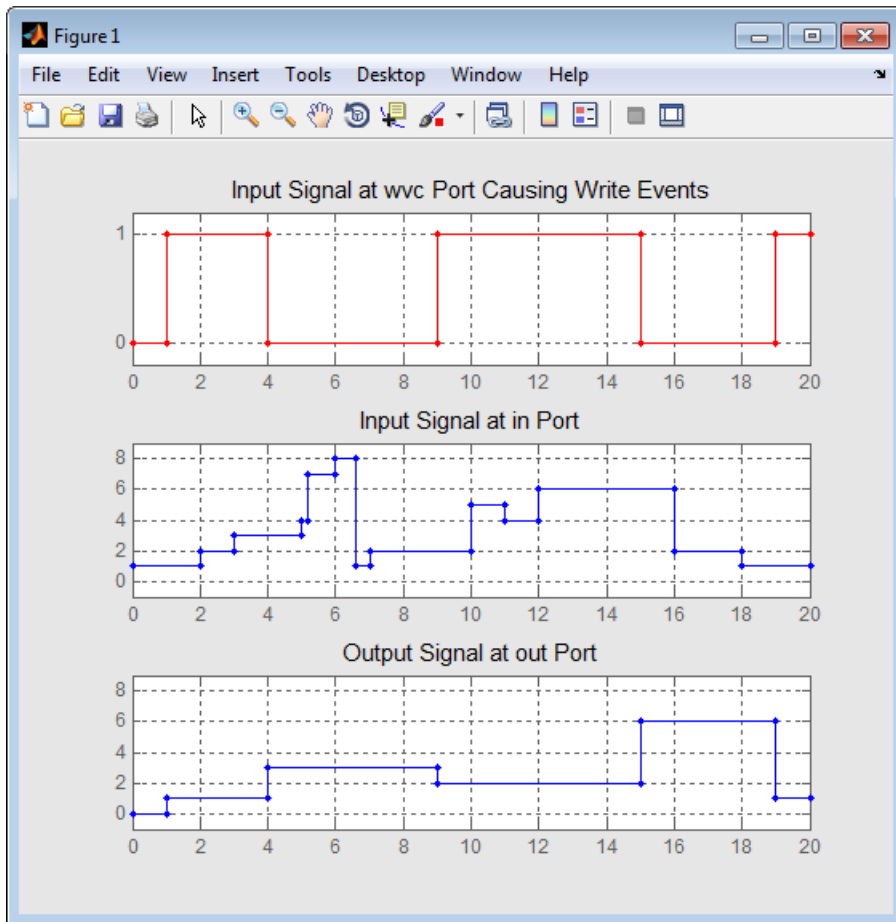 Figure 1
File Edit View Insert Tools Desktop Window Help
Input Signal at wvc Port Causing Write Events
1
0
0 2 4 6 8 10 12 14 16 18 20
Input Signal at in Port
8
6
4
2
0
0 2 4 6 8 10 12 14 16 18 20
Output Signal at out Port
8
6
4
2
0
0 2 4 6 8 10 12 14 16 18 20